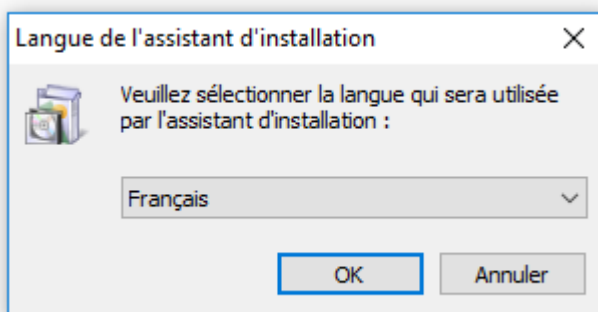 Langue de l'assistant d'installation
Veuillez sélectionner la langue qui sera utilisée
par l'assistant d'installation :
Français
OK
Annuler